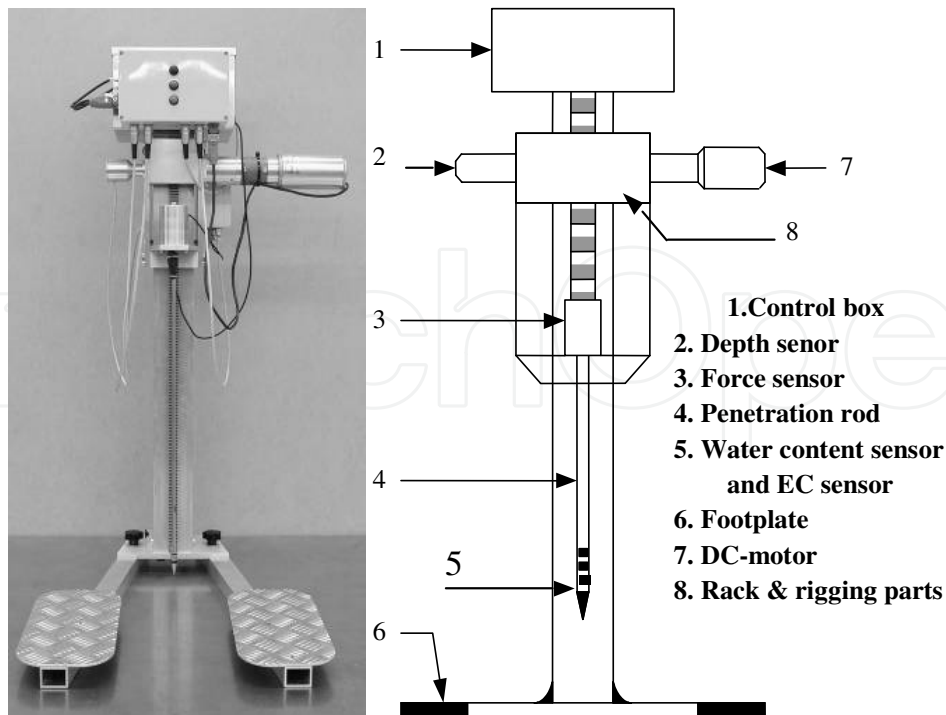 1
2
7
8
3
1.Control box
2. Depth senor
3. Force sensor
4. Penetration rod
5. Water content sensor
and EC sensor
6. Footplate
7. DC-motor
8. Rack & rigging parts
4
5
6
chOpe